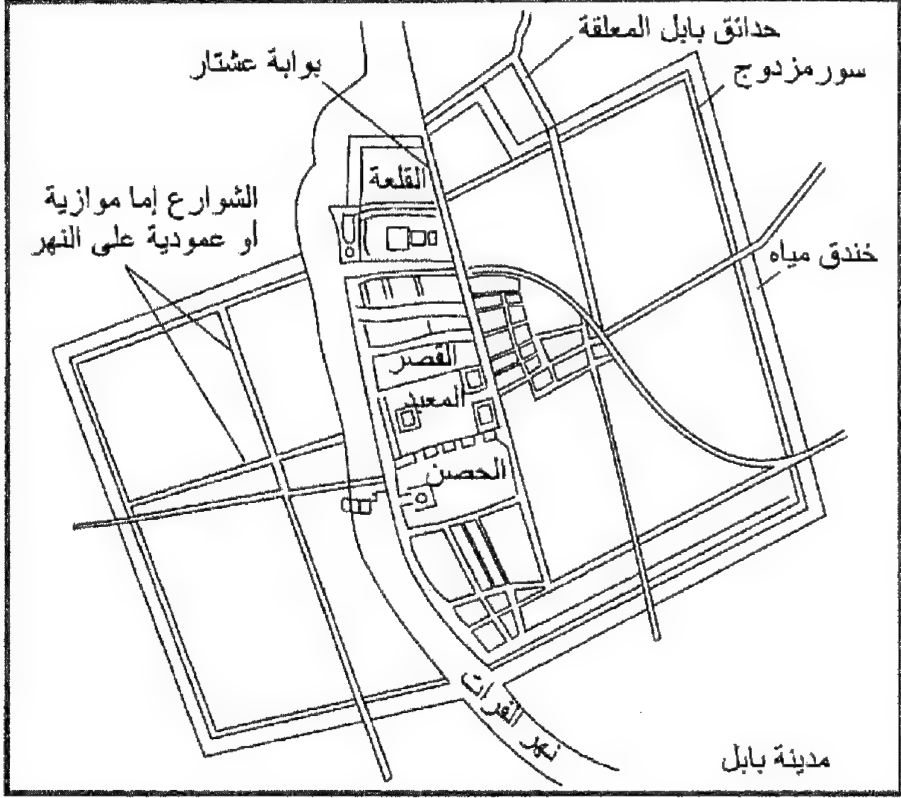 حدائق بابل المعلقة
بوابة عشتار
سور مزدوج
القلعة
الشوارع إما موازية
او عمودية على النهر
خندق مياه
القصر
المعبد
الحصن
نهر الفرات
مدينة بابل